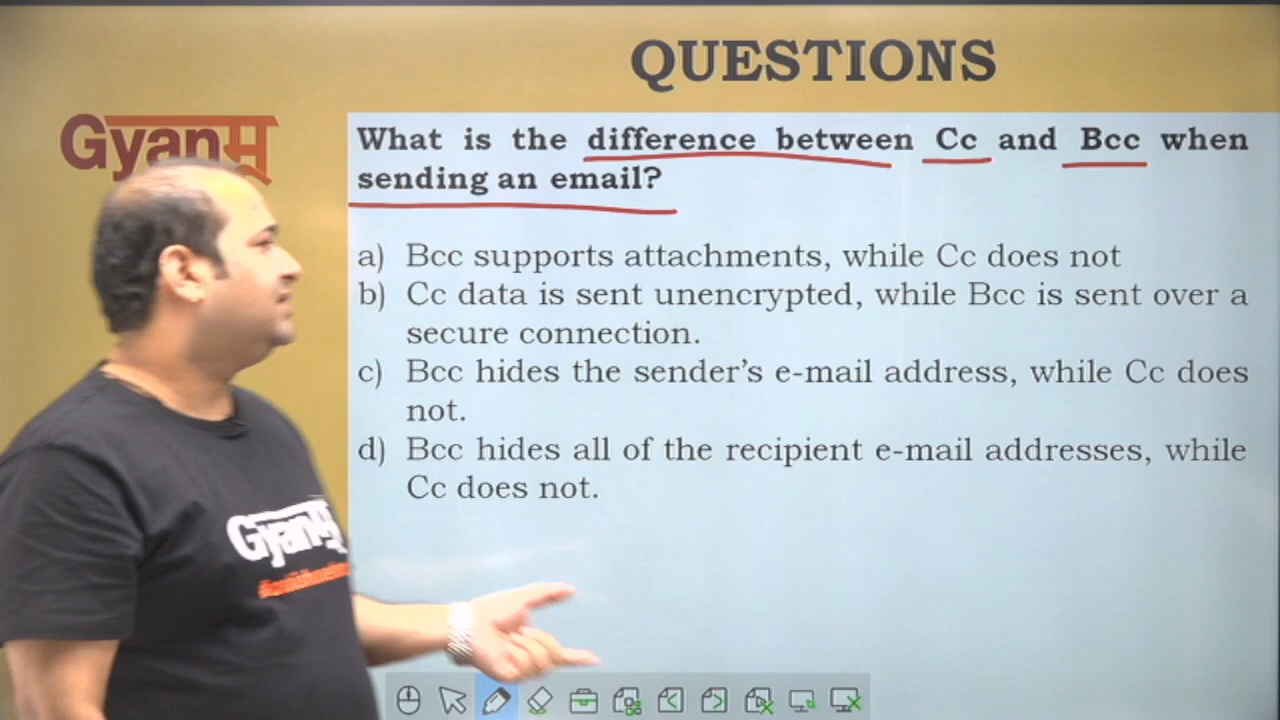 QUESTIONS
Gyanम
What is the difference between Cc and Bcc when
sending an email?
a) Bcc supports attachments, while Cc does not
b) Cc data is sent unencrypted, while Bcc is sent over a
secure connection.
c) Bcc hides the sender’s e-mail address, while Cc does
not.
d) Bcc hides all of the recipient e-mail addresses, while
Cc does not.
Gyanम